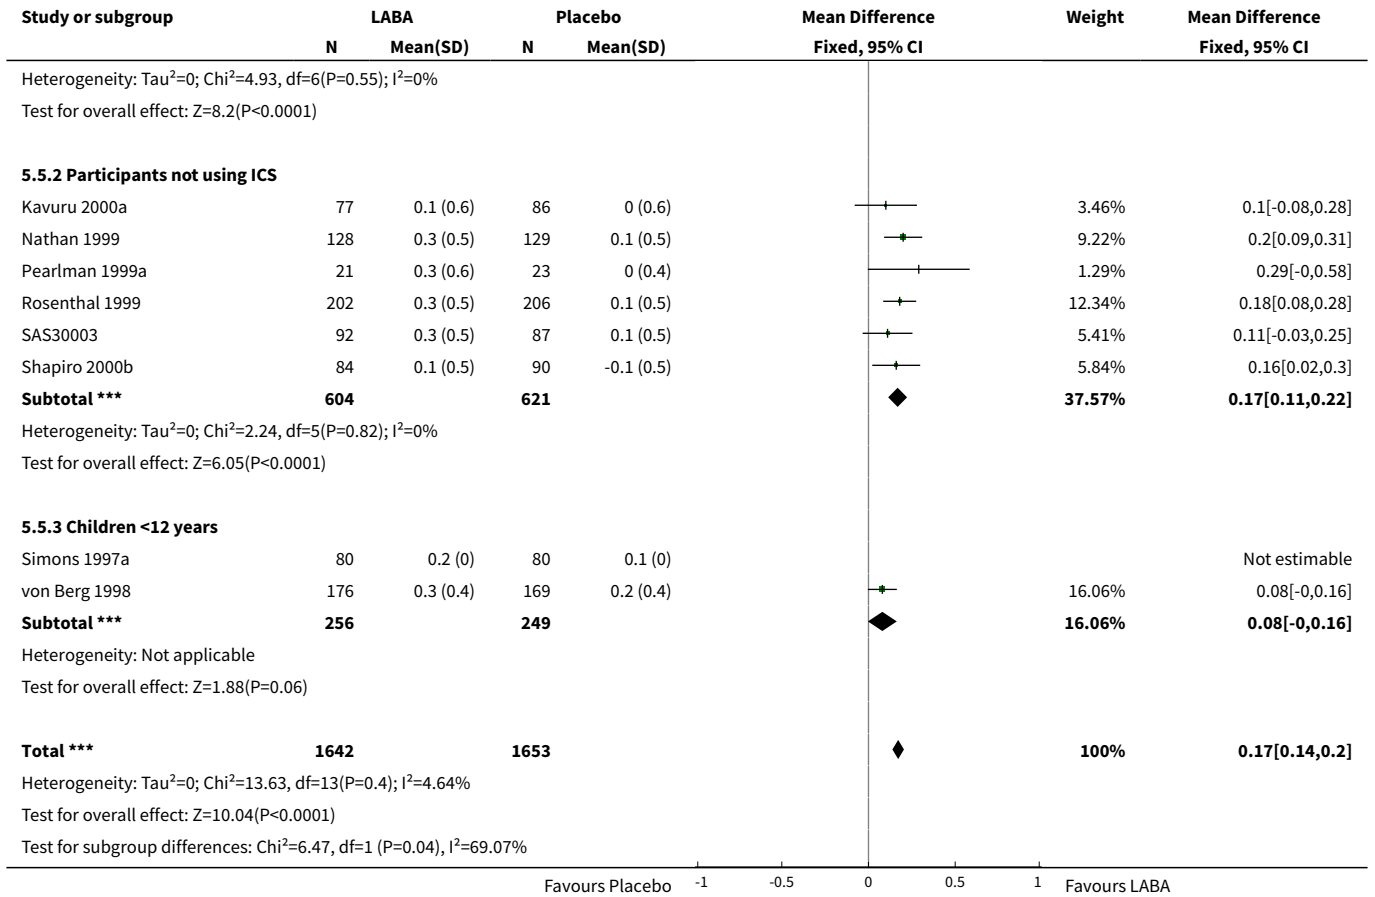 Study or subgroup LABA Placebo Mean Difference Weight Mean Difference
N Mean(SD) N Mean(SD) Fixed, 95% CI Fixed, 95% CI
Heterogeneity: Tau²=0; Chi²=4.93, df=6(P=0.55); I²=0%
Test for overall effect: Z=8.2(P<0.0001)
5.5.2 Participants not using ICS
Kavuru 2000a 77 0.1 (0.6) 86 0 (0.6) 3.46% 0.1[-0.08,0.28]
Nathan 1999 128 0.3 (0.5) 129 0.1 (0.5) 9.22% 0.2[0.09,0.31]
Pearlman 1999a 21 0.3 (0.6) 23 0 (0.4) 1.29% 0.29[-0,0.58]
Rosenthal 1999 202 0.3 (0.5) 206 0.1 (0.5) 12.34% 0.18[0.08,0.28]
SAS30003 92 0.3 (0.5) 87 0.1 (0.5) 5.41% 0.11[-0.03,0.25]
Shapiro 2000b 84 0.1 (0.5) 90 -0.1 (0.5) 5.84% 0.16[0.02,0.3]
Subtotal *** 604 621 37.57% 0.17[0.11,0.22]
Heterogeneity: Tau²=0; Chi²=2.24, df=5(P=0.82); I²=0%
Test for overall effect: Z=6.05(P<0.0001)
5.5.3 Children <12 years
Simons 1997a 80 0.2 (0) 80 0.1 (0) Not estimable
von Berg 1998 176 0.3 (0.4) 169 0.2 (0.4) 16.06% 0.08[-0,0.16]
Subtotal *** 256 249 16.06% 0.08[-0,0.16]
Heterogeneity: Not applicable
Test for overall effect: Z=1.88(P=0.06)
Total *** 1642 1653 100% 0.17[0.14,0.2]
Heterogeneity: Tau²=0; Chi²=13.63, df=13(P=0.4); I²=4.64%
Test for overall effect: Z=10.04(P<0.0001)
Test for subgroup differences: Chi²=6.47, df=1 (P=0.04), I²=69.07%
Favours Placebo -1 -0.5 0 0.5 1 Favours LABA